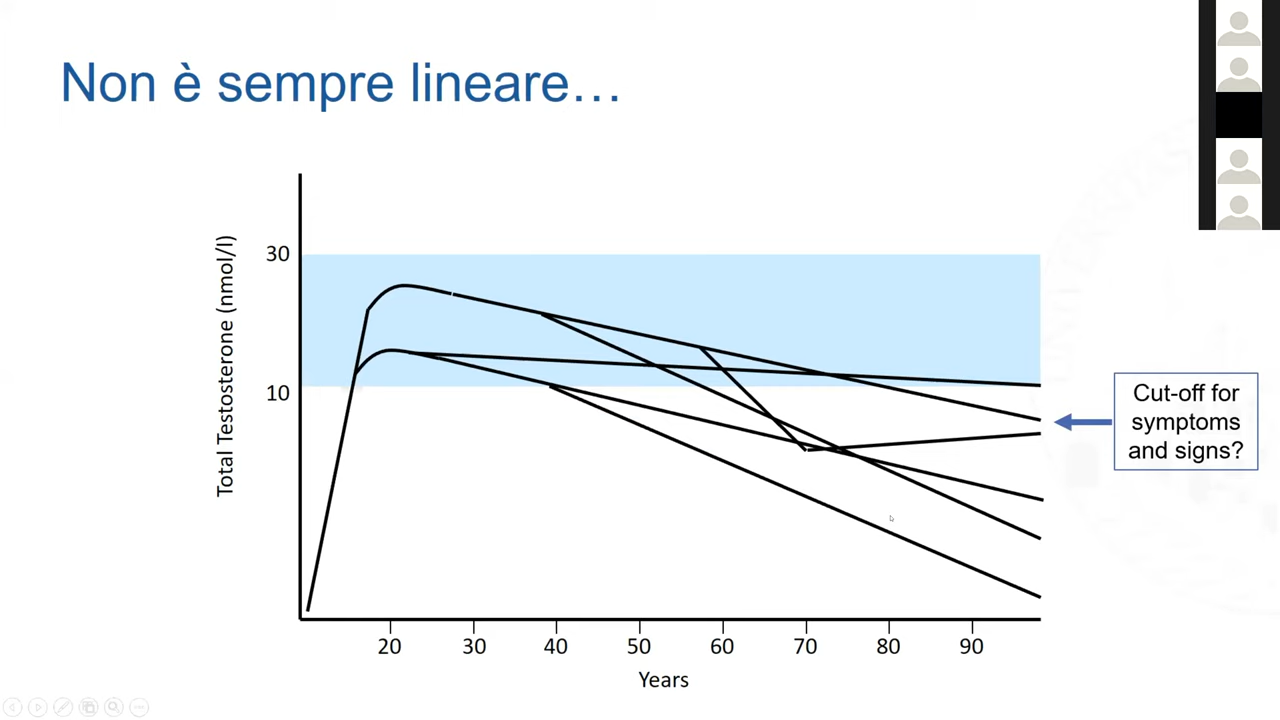 Non è sempre lineare…
30
10
Total Testosterone (nmol/l)
20 30 40 50 60 70 80 90
Years
Cut-off for
symptoms
and signs?